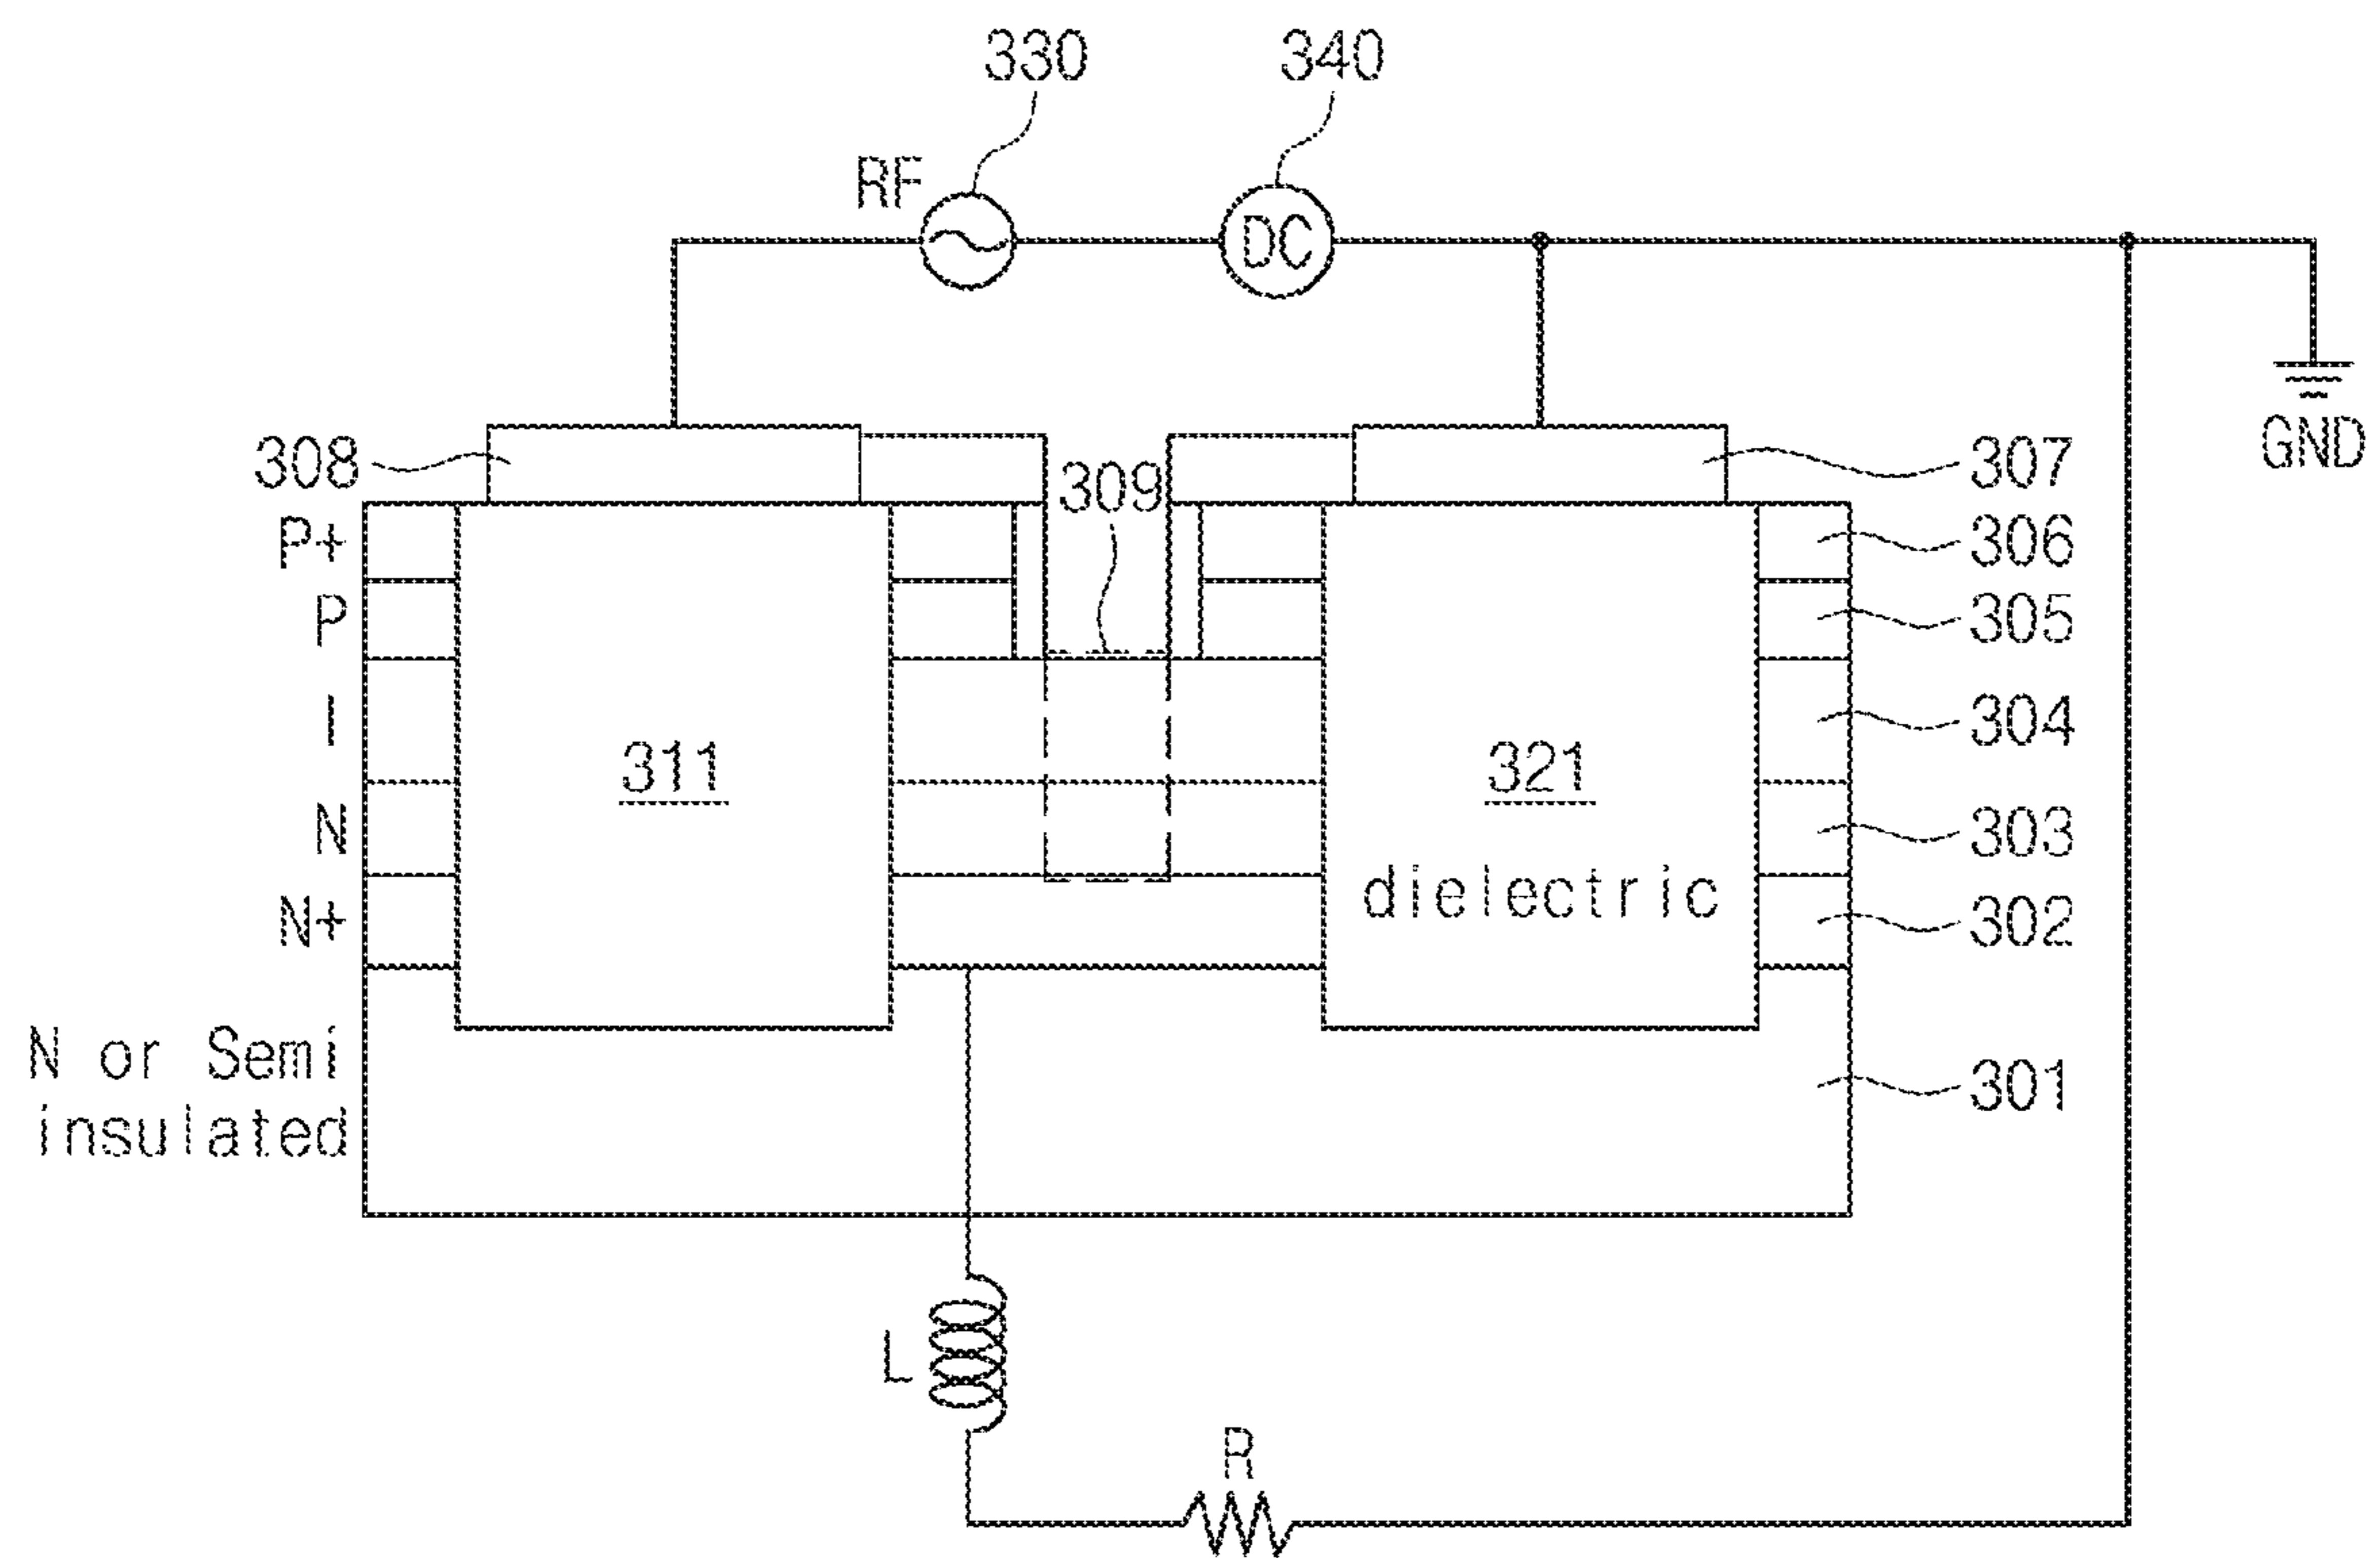 330
340
RF
DC
GND
308
309
307
P+
306
P
305
I
304
311
321
N
303
dielectric
N+
302
N or Semi
insulated
301
L
R